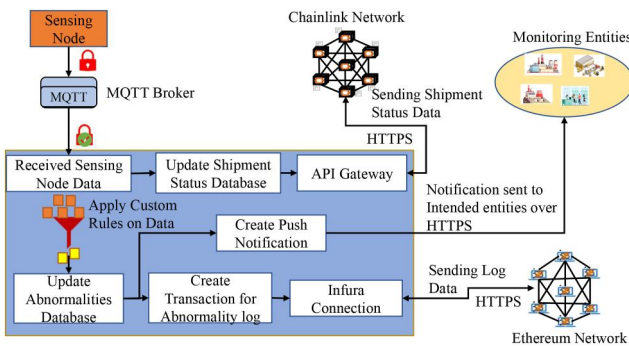 Sensing
Node
MQTT
MQTT Broker
Chainlink Network
Sending Shipment
Status Data
HTTPS
Monitoring Entities
Received Sensing
Node Data
Update Shipment
Status Database
API Gateway
Apply Custom
Rules on Data
Create Push
Notification
Notification sent to
Intended entities over
HTTPS
Update
Abnormalities
Database
Create
Transaction for
Abnormality log
Infura
Connection
Sending Log
Data
HTTPS
Ethereum Network